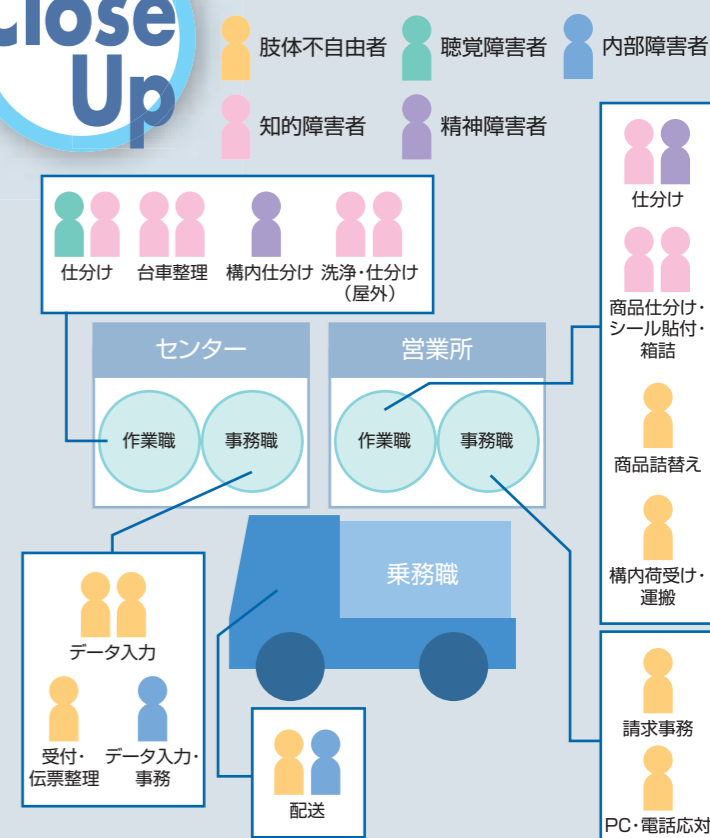 Close
Up
肢体不自由者
聴覚障害者
内部障害者
知的障害者
精神障害者
仕分け
台車整理
構内仕分け
洗浄・仕分け
（屋外）
仕分け
商品仕分け・
シール貼付・
箱詰
商品詰替え
構内荷受け・
運搬
センター
作業職
事務職
営業所
作業職
事務職
乗務職
データ入力
受付・
伝票整理
データ入力・
事務
配送
請求事務
PC・電話応対